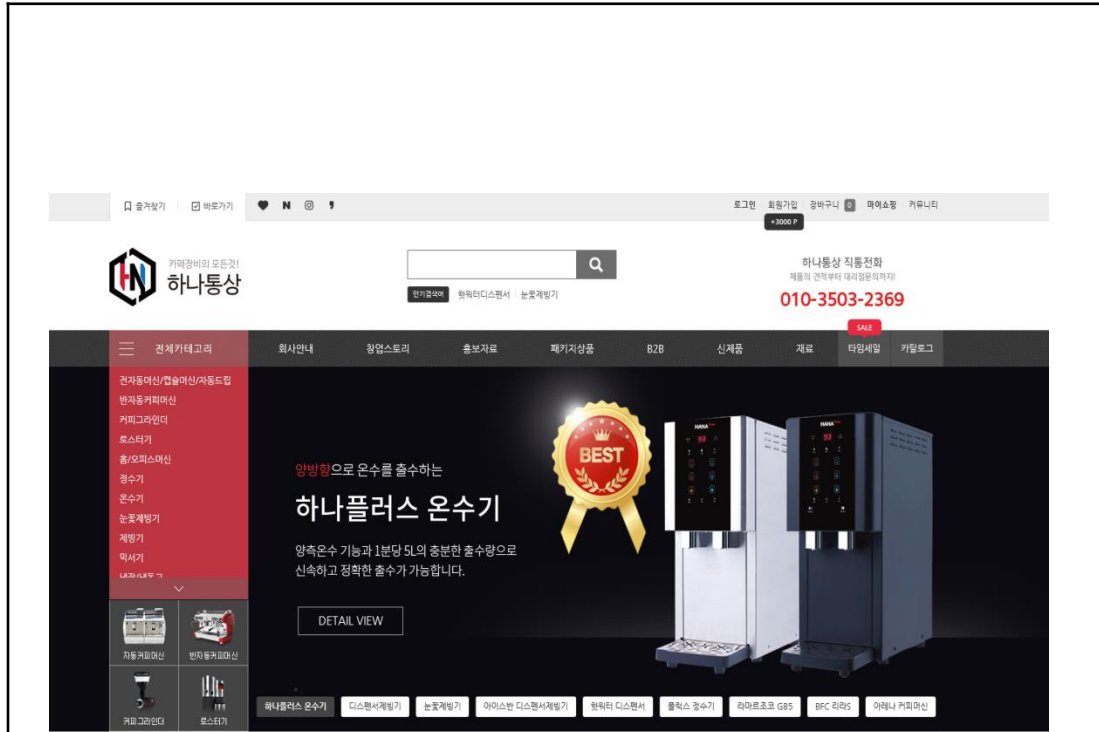 즐겨찾기 바로가기 N 로그인 회원가입 장바구니 0 마이쇼핑 커뮤니티
+3000 P
HN
카페장비의 모든것!
하나통상
인기검색어 핫워터디스펜서 눈꽃제빙기
하나통상 직통전화
제품의 견적부터 대리점문의까지!
010-3503-2369
SALE
전체카테고리 회사안내 창업스토리 홍보자료 패키지상품 B2B 신제품 재료 타임세일 카탈로그
전자동머신/캡슐머신/자동드립
반자동커피머신
커피그라인더
로스터기
홈/오피스머신
정수기
온수기
눈꽃제빙기
제빙기
믹서기
냉장/냉동고
자동커피머신 반자동커피머신
커피그라인더 로스터기
양방향으로 온수를 출수하는
하나플러스 온수기
양측온수 기능과 1분당 5L의 충분한 출수량으로
신속하고 정확한 출수가 가능합니다.
DETAIL VIEW
BEST
HANA
93
HANA
93
하나플러스 온수기 디스펜서제빙기 눈꽃제빙기 아이스반 디스펜서제빙기 핫워터 디스펜서 플럭스 정수기 라마르조코 GB5 BFC 리라S 아레나 커피머신